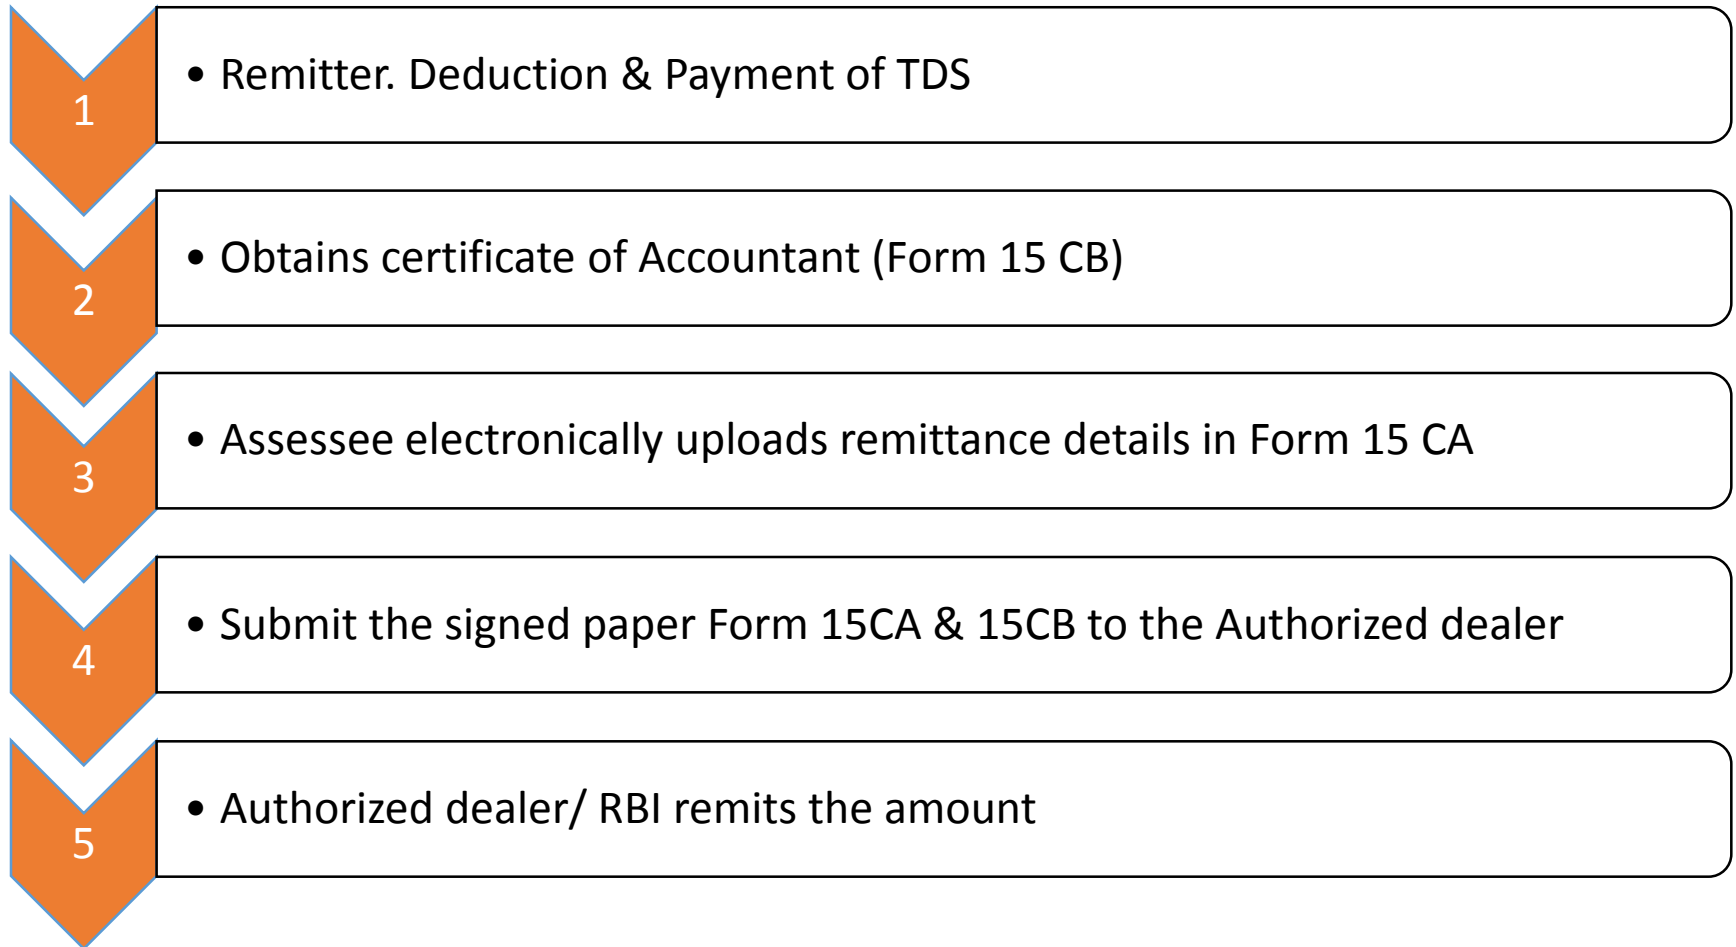 1
• Remitter. Deduction & Payment of TDS
2
• Obtains certificate of Accountant (Form 15 CB)
3
• Assessee electronically uploads remittance details in Form 15 CA
4
• Submit the signed paper Form 15CA & 15CB to the Authorized dealer
5
• Authorized dealer/ RBI remits the amount